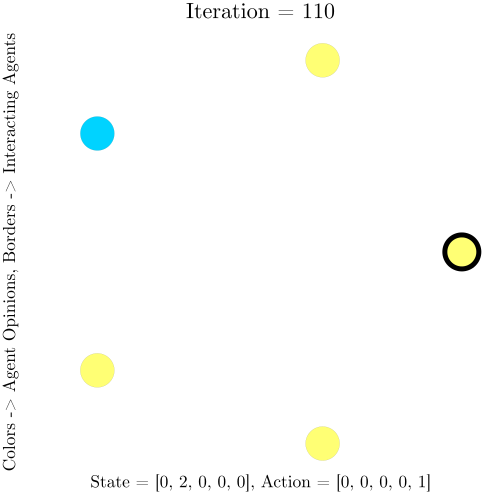 Iteration = 110
Colors -> Agent Opinions, Borders -> Interacting Agents
State = [0, 2, 0, 0, 0], Action = [0, 0, 0, 0, 1]